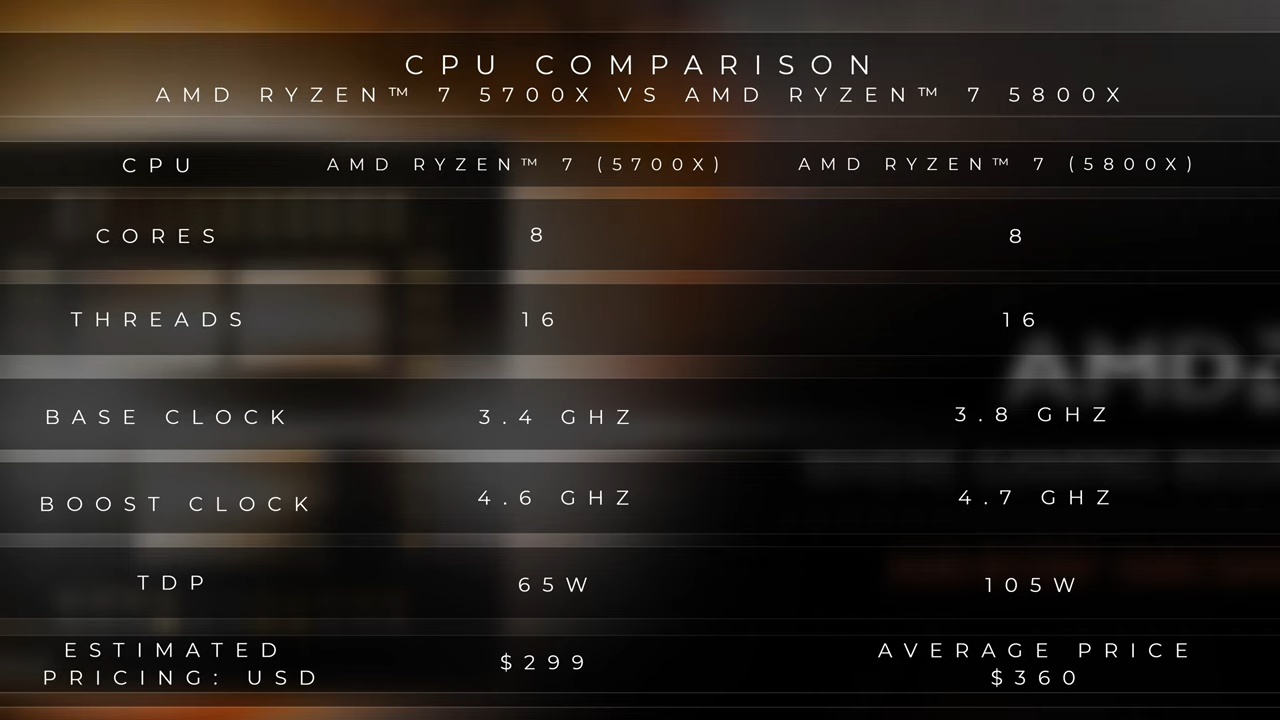 CPU COMPARISON
AMD RYZEN™ 7 5700X VS AMD RYZEN™ 7 5800X
CPU AMD RYZEN™ 7 (5700X) AMD RYZEN™ 7 (5800X)
CORES 8 8
THREADS 16 16
BASE CLOCK 3.4 GHZ 3.8 GHZ
BOOST CLOCK 4.6 GHZ 4.7 GHZ
TDP 65W 105W
ESTIMATED
PRICING: USD
$299
AVERAGE PRICE
$360
AMD